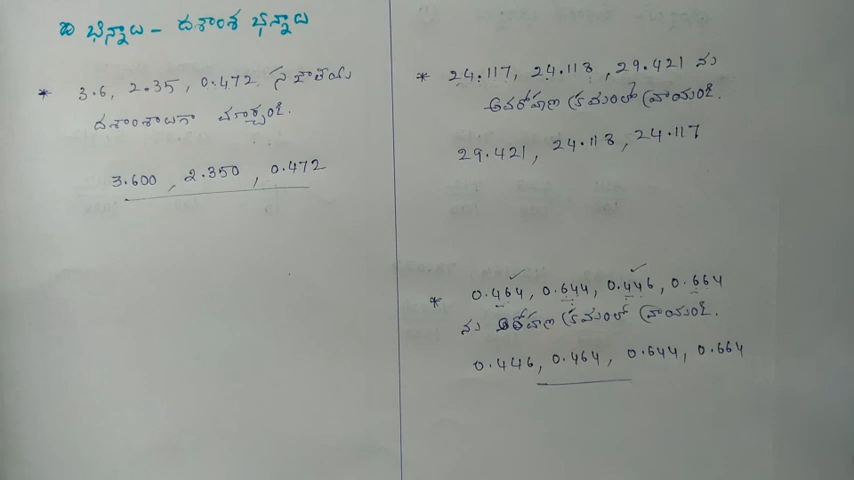 భిన్నాలు - దశాంశ భిన్నాలు
* 3.6, 2.35, 0.472. సజాతీయ
దశాంశాలుగా మార్చండి.
3.600, 2.350, 0.472
* 24.117, 24.118, 29.421 ను
అవరోహణ క్రమంలో వ్రాయండి.
29.421, 24.118, 24.117
* 0.464, 0.644, 0.446, 0.664
ను ఆరోహణ క్రమంలో వ్రాయండి.
0.446, 0.464, 0.644, 0.664